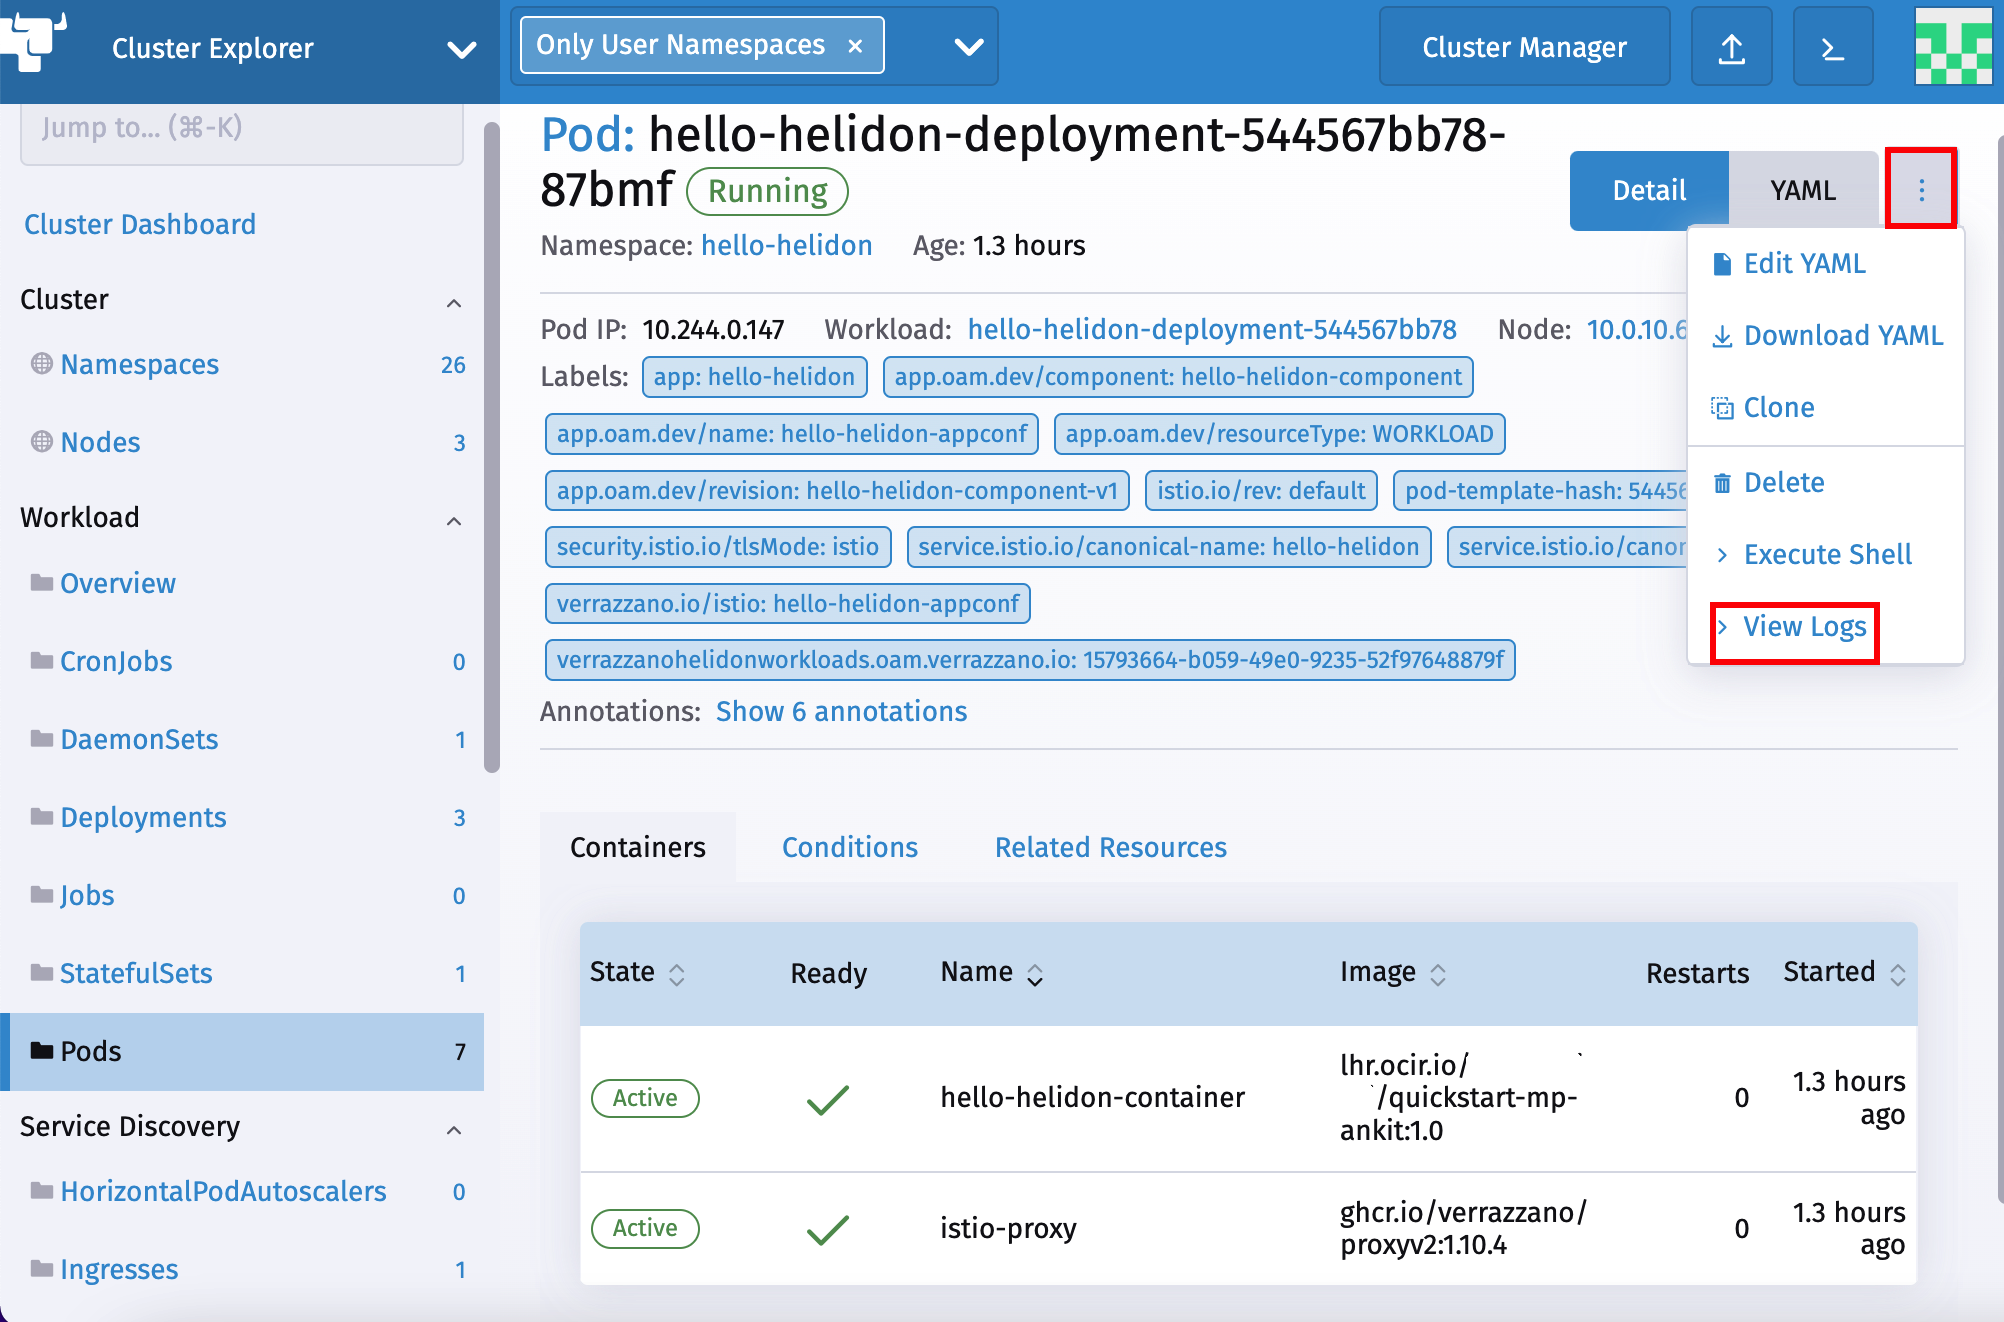 Cluster Explorer
Only User Namespaces ×
Cluster Manager
Jump to... (⌘-K)
Cluster Dashboard
Cluster
Namespaces 26
Nodes 3
Workload
Overview
CronJobs 0
DaemonSets 1
Deployments 3
Jobs 0
StatefulSets 1
Pods 7
Service Discovery
HorizontalPodAutoscalers 0
Ingresses 1
Pod: hello-helidon-deployment-544567bb78-
87bmf Running
Namespace: hello-helidon Age: 1.3 hours
Detail YAML
Edit YAML
Download YAML
Clone
Delete
Execute Shell
View Logs
Pod IP: 10.244.0.147 Workload: hello-helidon-deployment-544567bb78 Node: 10.0.10.6
Labels: app: hello-helidon app.oam.dev/component: hello-helidon-component
app.oam.dev/name: hello-helidon-appconf app.oam.dev/resourceType: WORKLOAD
app.oam.dev/revision: hello-helidon-component-v1 istio.io/rev: default pod-template-hash: 54456
security.istio.io/tlsMode: istio service.istio.io/canonical-name: hello-helidon service.istio.io/canon
verrazzano.io/istio: hello-helidon-appconf
verrazzanohelidonworkloads.oam.verrazzano.io: 15793664-b059-49e0-9235-52f97648879f
Annotations: Show 6 annotations
Containers Conditions Related Resources
State Ready Name Image Restarts Started
Active hello-helidon-container lhr.ocir.io/
/quickstart-mp-
ankit:1.0 0 1.3 hours
ago
Active istio-proxy ghcr.io/verrazzano/
proxyv2:1.10.4 0 1.3 hours
ago